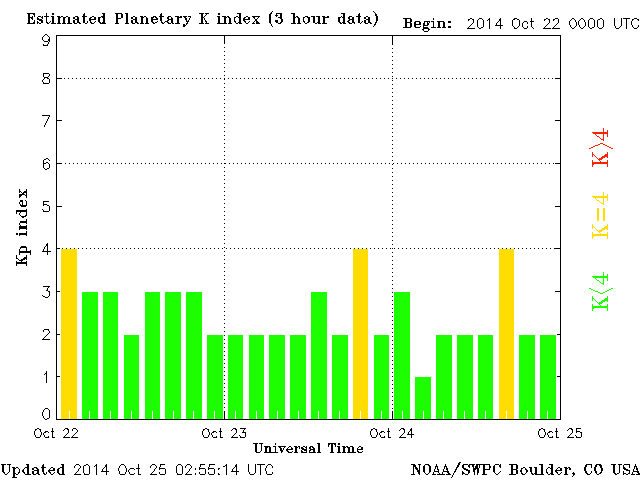 Estimated Planetary K index (3 hour data)
Begin: 2014 Oct 22 0000 UTC
9
8
7
6
5
4
3
2
1
0
Kp index
Oct 22
Oct 23
Oct 24
Oct 25
Universal Time
K>4
K=4
K<4
Updated 2014 Oct 25 02:55:14 UTC
NOAA/SWPC Boulder, CO USA